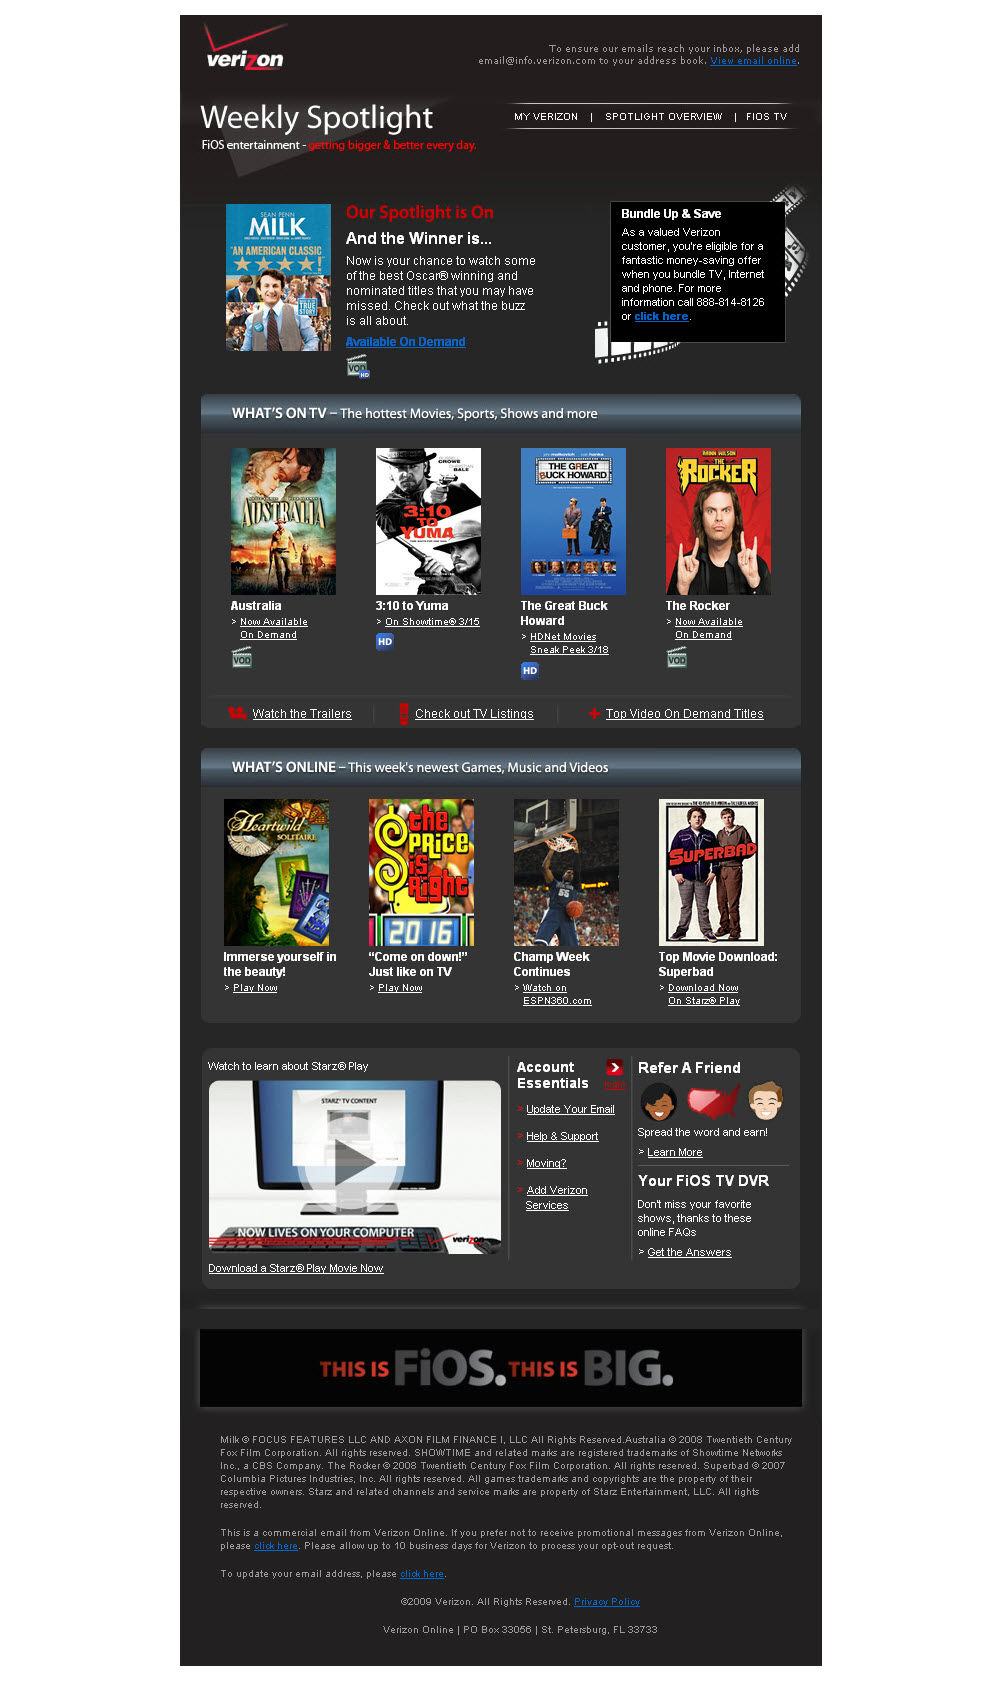 verizon
To ensure our emails reach your inbox, please add
email@info.verizon.com to your address book. View email online.
Weekly Spotlight
FiOS entertainment - getting bigger & better every day.
MY VERIZON | SPOTLIGHT OVERVIEW | FIOS TV
SEAN PENN
MILK
"AN AMERICAN CLASSIC
★★★★!"
TRUE
STORY
Our Spotlight is On
And the Winner is...
Now is your chance to watch some
of the best Oscar® winning and
nominated titles that you may have
missed. Check out what the buzz
is all about.
Available On Demand
VOD
HD
Bundle Up & Save
As a valued Verizon
customer, you're eligible for a
fantastic money-saving offer
when you bundle TV, Internet
and phone. For more
information call 888-814-8126
or click here.
WHAT'S ON TV – The hottest Movies, Sports, Shows and more
AUSTRALIA
CROWE
BALE
3:10
TO
YUMA
THE GREAT
BUCK HOWARD
RAINN WILSON
THE
ROCKER
Australia
> Now Available
On Demand
VOD
3:10 to Yuma
> On Showtime® 3/15
HD
The Great Buck
Howard
> HDNet Movies
Sneak Peek 3/18
HD
The Rocker
> Now Available
On Demand
VOD
Watch the Trailers
Check out TV Listings
Top Video On Demand Titles
WHAT'S ONLINE – This week's newest Games, Music and Videos
Heartwild
SOLITAIRE
the
PRICE
is
Right
2016
55
SUPERBAD
Immerse yourself in
the beauty!
> Play Now
“Come on down!”
Just like on TV
> Play Now
Champ Week
Continues
> Watch on
ESPN360.com
Top Movie Download:
Superbad
> Download Now
On Starz® Play
Watch to learn about Starz® Play
STARZ® TV CONTENT
NOW LIVES ON YOUR COMPUTER
verizon
Download a Starz® Play Movie Now
Account
Essentials
login
> Update Your Email
> Help & Support
> Moving?
> Add Verizon
Services
Refer A Friend
Spread the word and earn!
> Learn More
Your FiOS TV DVR
Don't miss your favorite
shows, thanks to these
online FAQs
> Get the Answers
THIS IS FiOS. THIS IS BIG.
Milk © FOCUS FEATURES LLC AND AXON FILM FINANCE I, LLC All Rights Reserved.Australia © 2008 Twentieth Century
Fox Film Corporation. All rights reserved. SHOWTIME and related marks are registered trademarks of Showtime Networks
Inc., a CBS Company. The Rocker © 2008 Twentieth Century Fox Film Corporation. All rights reserved. Superbad © 2007
Columbia Pictures Industries, Inc. All rights reserved. All games trademarks and copyrights are the property of their
respective owners. Starz and related channels and service marks are property of Starz Entertainment, LLC. All rights
reserved.
This is a commercial email from Verizon Online. If you prefer not to receive promotional messages from Verizon Online,
please click here. Please allow up to 10 business days for Verizon to process your opt-out request.
To update your email address, please click here.
©2009 Verizon. All Rights Reserved. Privacy Policy
Verizon Online | PO Box 33056 | St. Petersburg, FL 33733